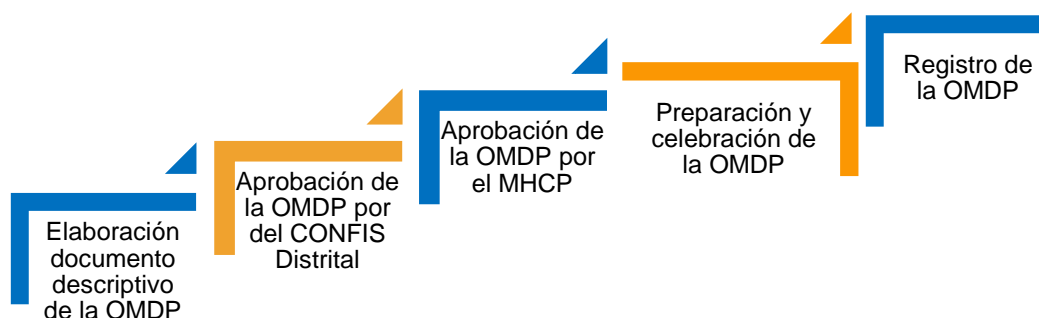 Elaboración
documento
descriptivo
de la OMDP
Aprobación de
la OMDP por
del CONFIS
Distrital
Aprobación de
la OMDP por
el MHCP
Preparación y
celebración de
la OMDP
Registro de
la OMDP